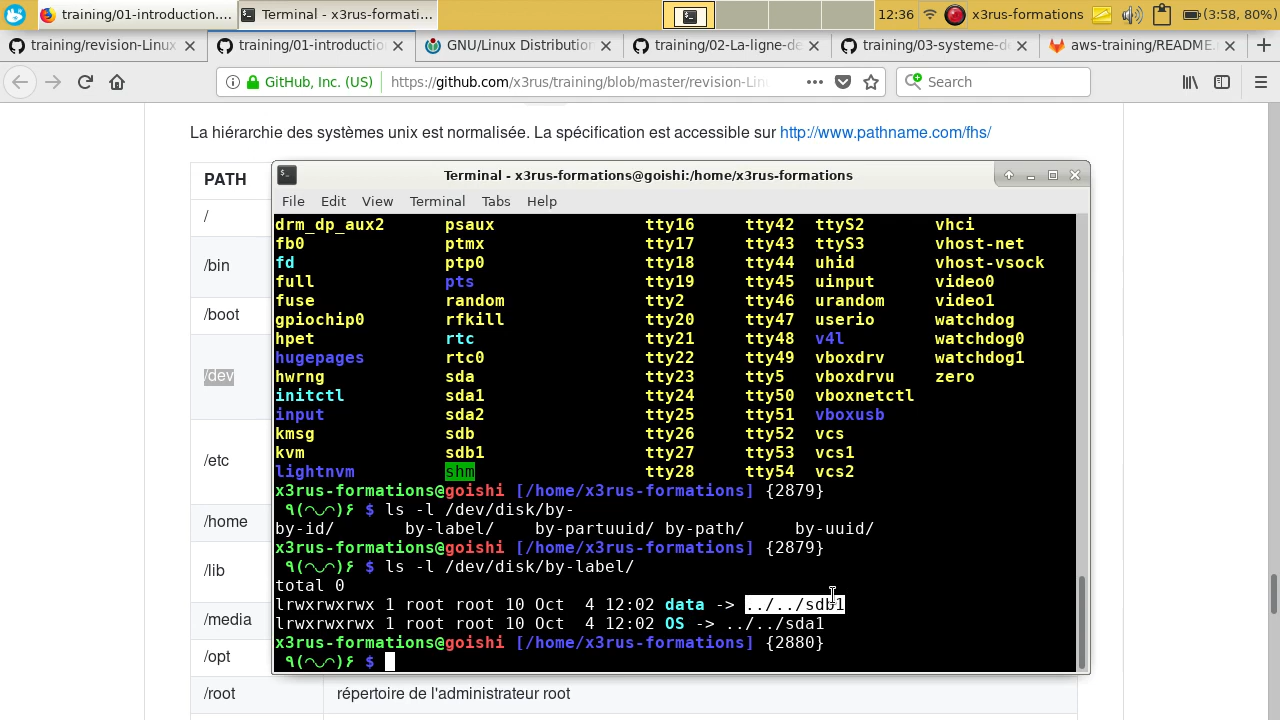 training/01-introduction.... Terminal - x3rus-formati... 12:36 x3rus-formations (3:58, 80%)
training/revision-Linux training/01-introduction GNU/Linux Distribution training/02-La-ligne-de training/03-systeme-de aws-training/README.
GitHub, Inc. (US) https://github.com/x3rus/training/blob/master/revision-Lin Search
La hiérarchie des systèmes unix est normalisée. La spécification est accessible sur http://www.pathname.com/fhs/
PATH
/
/bin
/boot
/dev
/etc
/home
/lib
/media
/opt
/root répertoire de l'administrateur root
Terminal - x3rus-formations@goishi:/home/x3rus-formations
File Edit View Terminal Tabs Help
drm_dp_aux2 psaux tty16 tty42 ttyS2 vhci
fb0 ptmx tty17 tty43 ttyS3 vhost-net
fd ptp0 tty18 tty44 uhid vhost-vsock
full pts tty19 tty45 uinput video0
fuse random tty2 tty46 urandom video1
gpiochip0 rfkill tty20 tty47 userio watchdog
hpet rtc tty21 tty48 v4l watchdog0
hugepages rtc0 tty22 tty49 vboxdrv watchdog1
hwrng sda tty23 tty5 vboxdrvu zero
initctl sda1 tty24 tty50 vboxnetctl
input sda2 tty25 tty51 vboxusb
kmsg sdb tty26 tty52 vcs
kvm sdb1 tty27 tty53 vcs1
lightnvm shm tty28 tty54 vcs2
x3rus-formations@goishi [/home/x3rus-formations] {2879}
٩(◠◡◠)۶ $ ls -l /dev/disk/by-
by-id/ by-label/ by-partuuid/ by-path/ by-uuid/
x3rus-formations@goishi [/home/x3rus-formations] {2879}
٩(◠◡◠)۶ $ ls -l /dev/disk/by-label/
total 0
lrwxrwxrwx 1 root root 10 Oct  4 12:02 data -> ../../sdb1
lrwxrwxrwx 1 root root 10 Oct  4 12:02 OS -> ../../sda1
x3rus-formations@goishi [/home/x3rus-formations] {2880}
٩(◠◡◠)۶ $